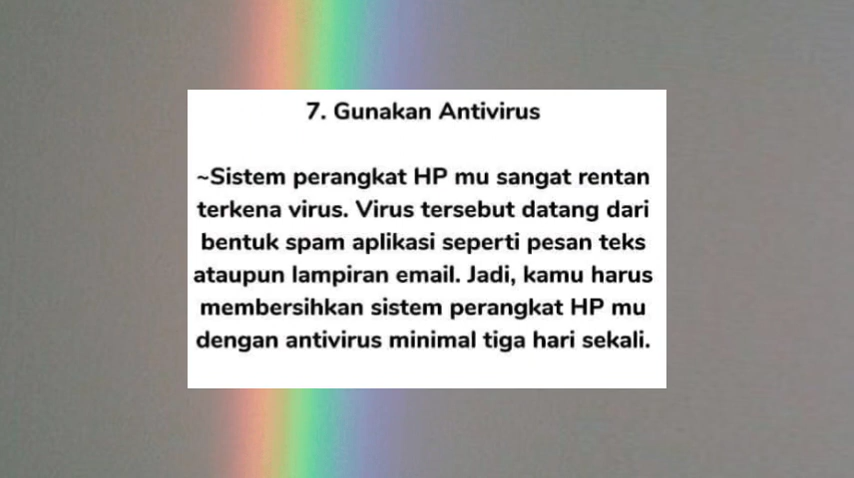 7. Gunakan Antivirus
~Sistem perangkat HP mu sangat rentan
terkena virus. Virus tersebut datang dari
bentuk spam aplikasi seperti pesan teks
ataupun lampiran email. Jadi, kamu harus
membersihkan sistem perangkat HP mu
dengan antivirus minimal tiga hari sekali.